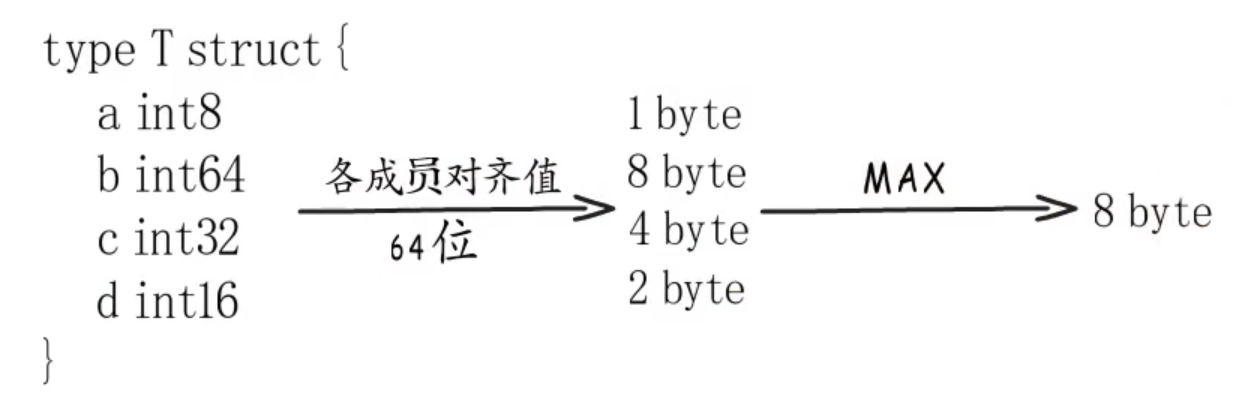 type T struct {
a int8
b int64
c int32
d int16
}
各成员对齐值
64位
1 byte
8 byte
4 byte
2 byte
MAX
8 byte